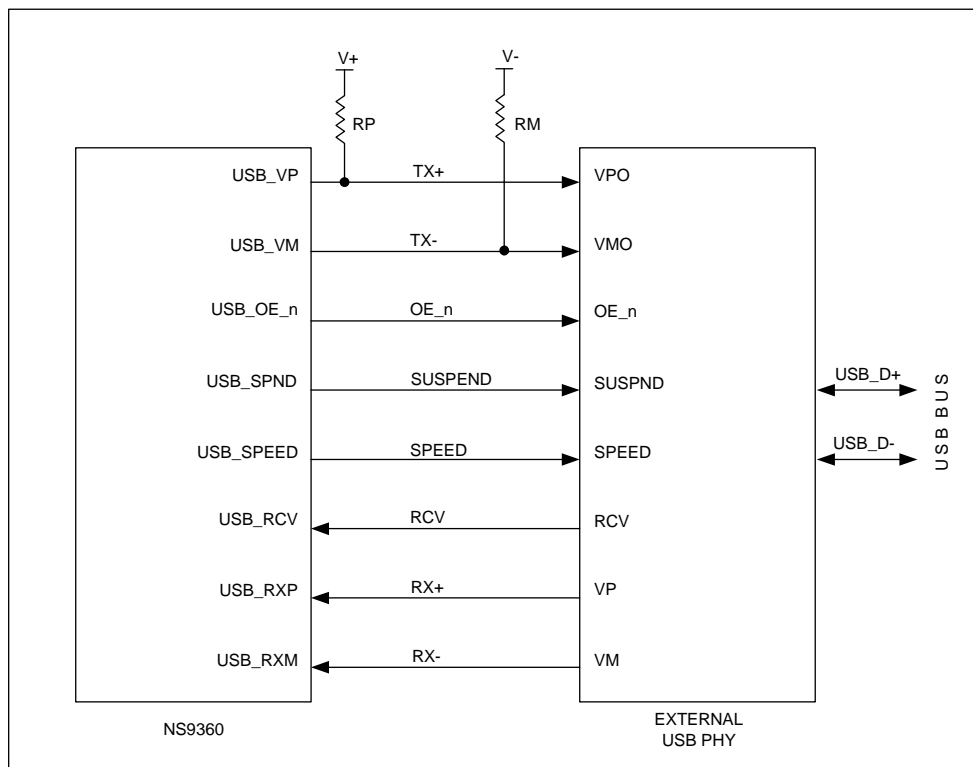 V+
V-
RP
RM
USB_VP
TX+
VPO
USB_VM
TX-
VMO
USB_OE_n
OE_n
OE_n
USB_SPND
SUSPEND
SUSPND
USB_D+
USB_SPEED
SPEED
SPEED
USB_D-
USB BUS
USB_RCV
RCV
RCV
USB_RXP
RX+
VP
USB_RXM
RX-
VM
NS9360
EXTERNAL
USB PHY